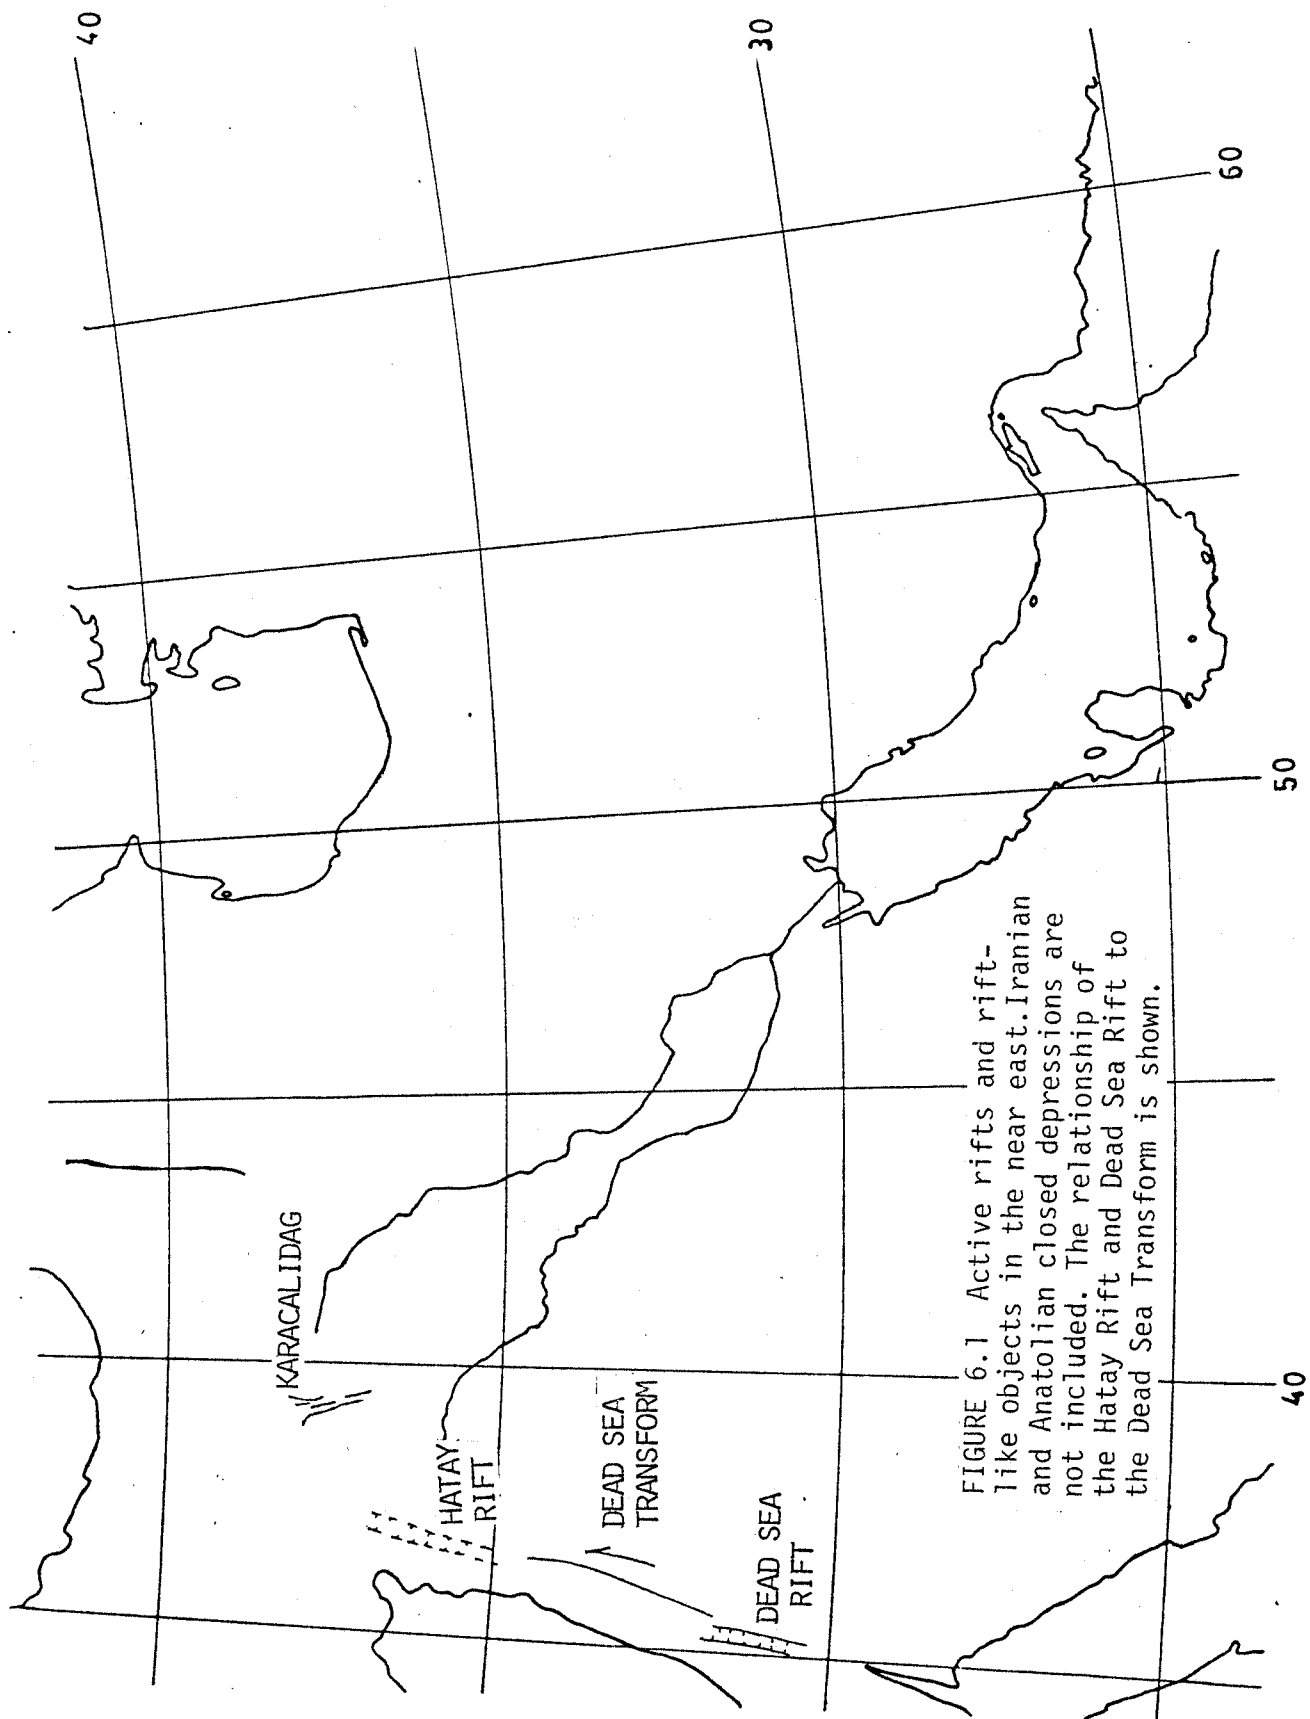 40
30
60
50
40
KARACALIDAG
HATAY
RIFT
DEAD SEA
TRANSFORM
DEAD SEA
RIFT
FIGURE 6.1 Active rifts and rift-
like objects in the near east.Iranian
and Anatolian closed depressions are
not included. The relationship of
the Hatay Rift and Dead Sea Rift to
the Dead Sea Transform is shown.